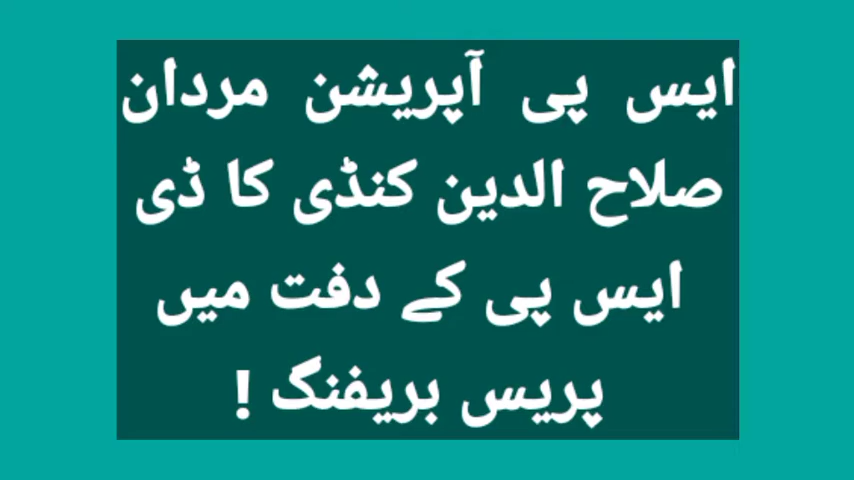 ایس پی آپریشن مردان
صلاح الدین کنڈی کا ڈی
ایس پی کے دفت میں
پریس بریفنگ !